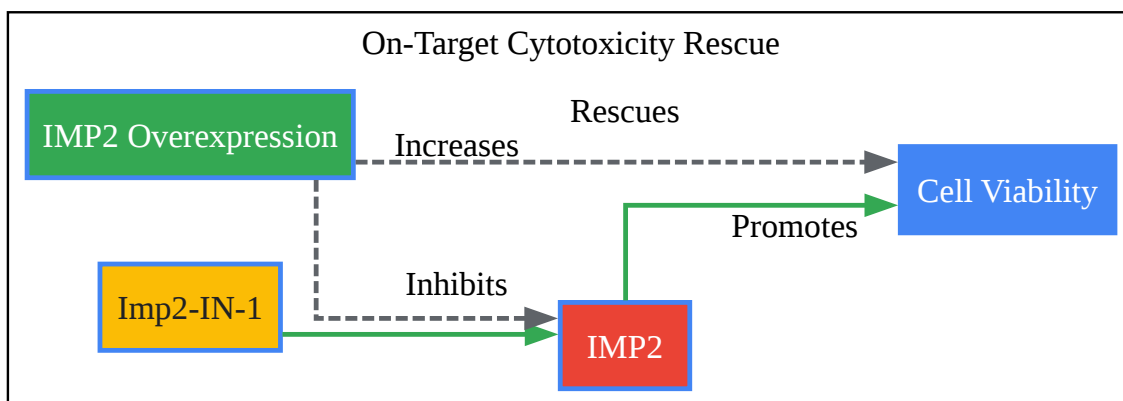 On-Target Cytotoxicity Rescue
IMP2 Overexpression
Rescues
Increases
Cell Viability
Promotes
Imp2-IN-1
Inhibits
IMP2